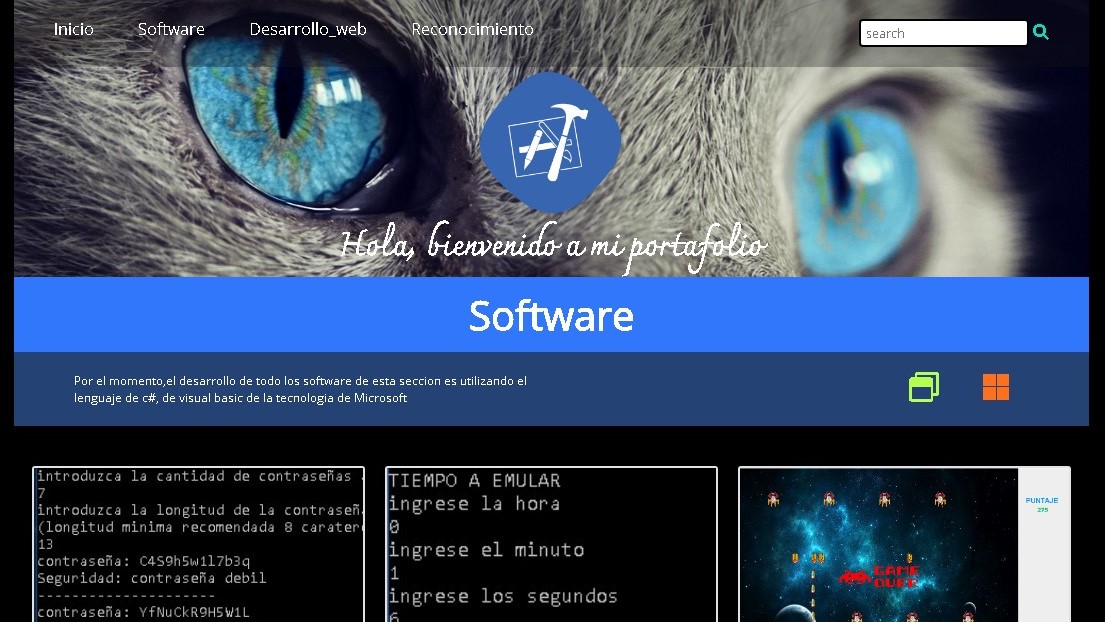 Inicio Software Desarrollo_web Reconocimiento search
Hola, bienvenido a mi portafolio
Software
Por el momento,el desarrollo de todo los software de esta seccion es utilizando el
lenguaje de c#, de visual basic de la tecnologia de Microsoft
introduzca la cantidad de contraseñas
7
introduzca la longitud de la contraseñ
(longitud minima recomendada 8 carater
13
contraseña: C4S9h5w1l7b3q
Seguridad: contraseña debil
---------------------
contraseña: YfNuCkR9H5W1L
TIEMPO A EMULAR
ingrese la hora
0
ingrese el minuto
1
ingrese los segundos
6
PUNTAJE
275
GAME
OVER